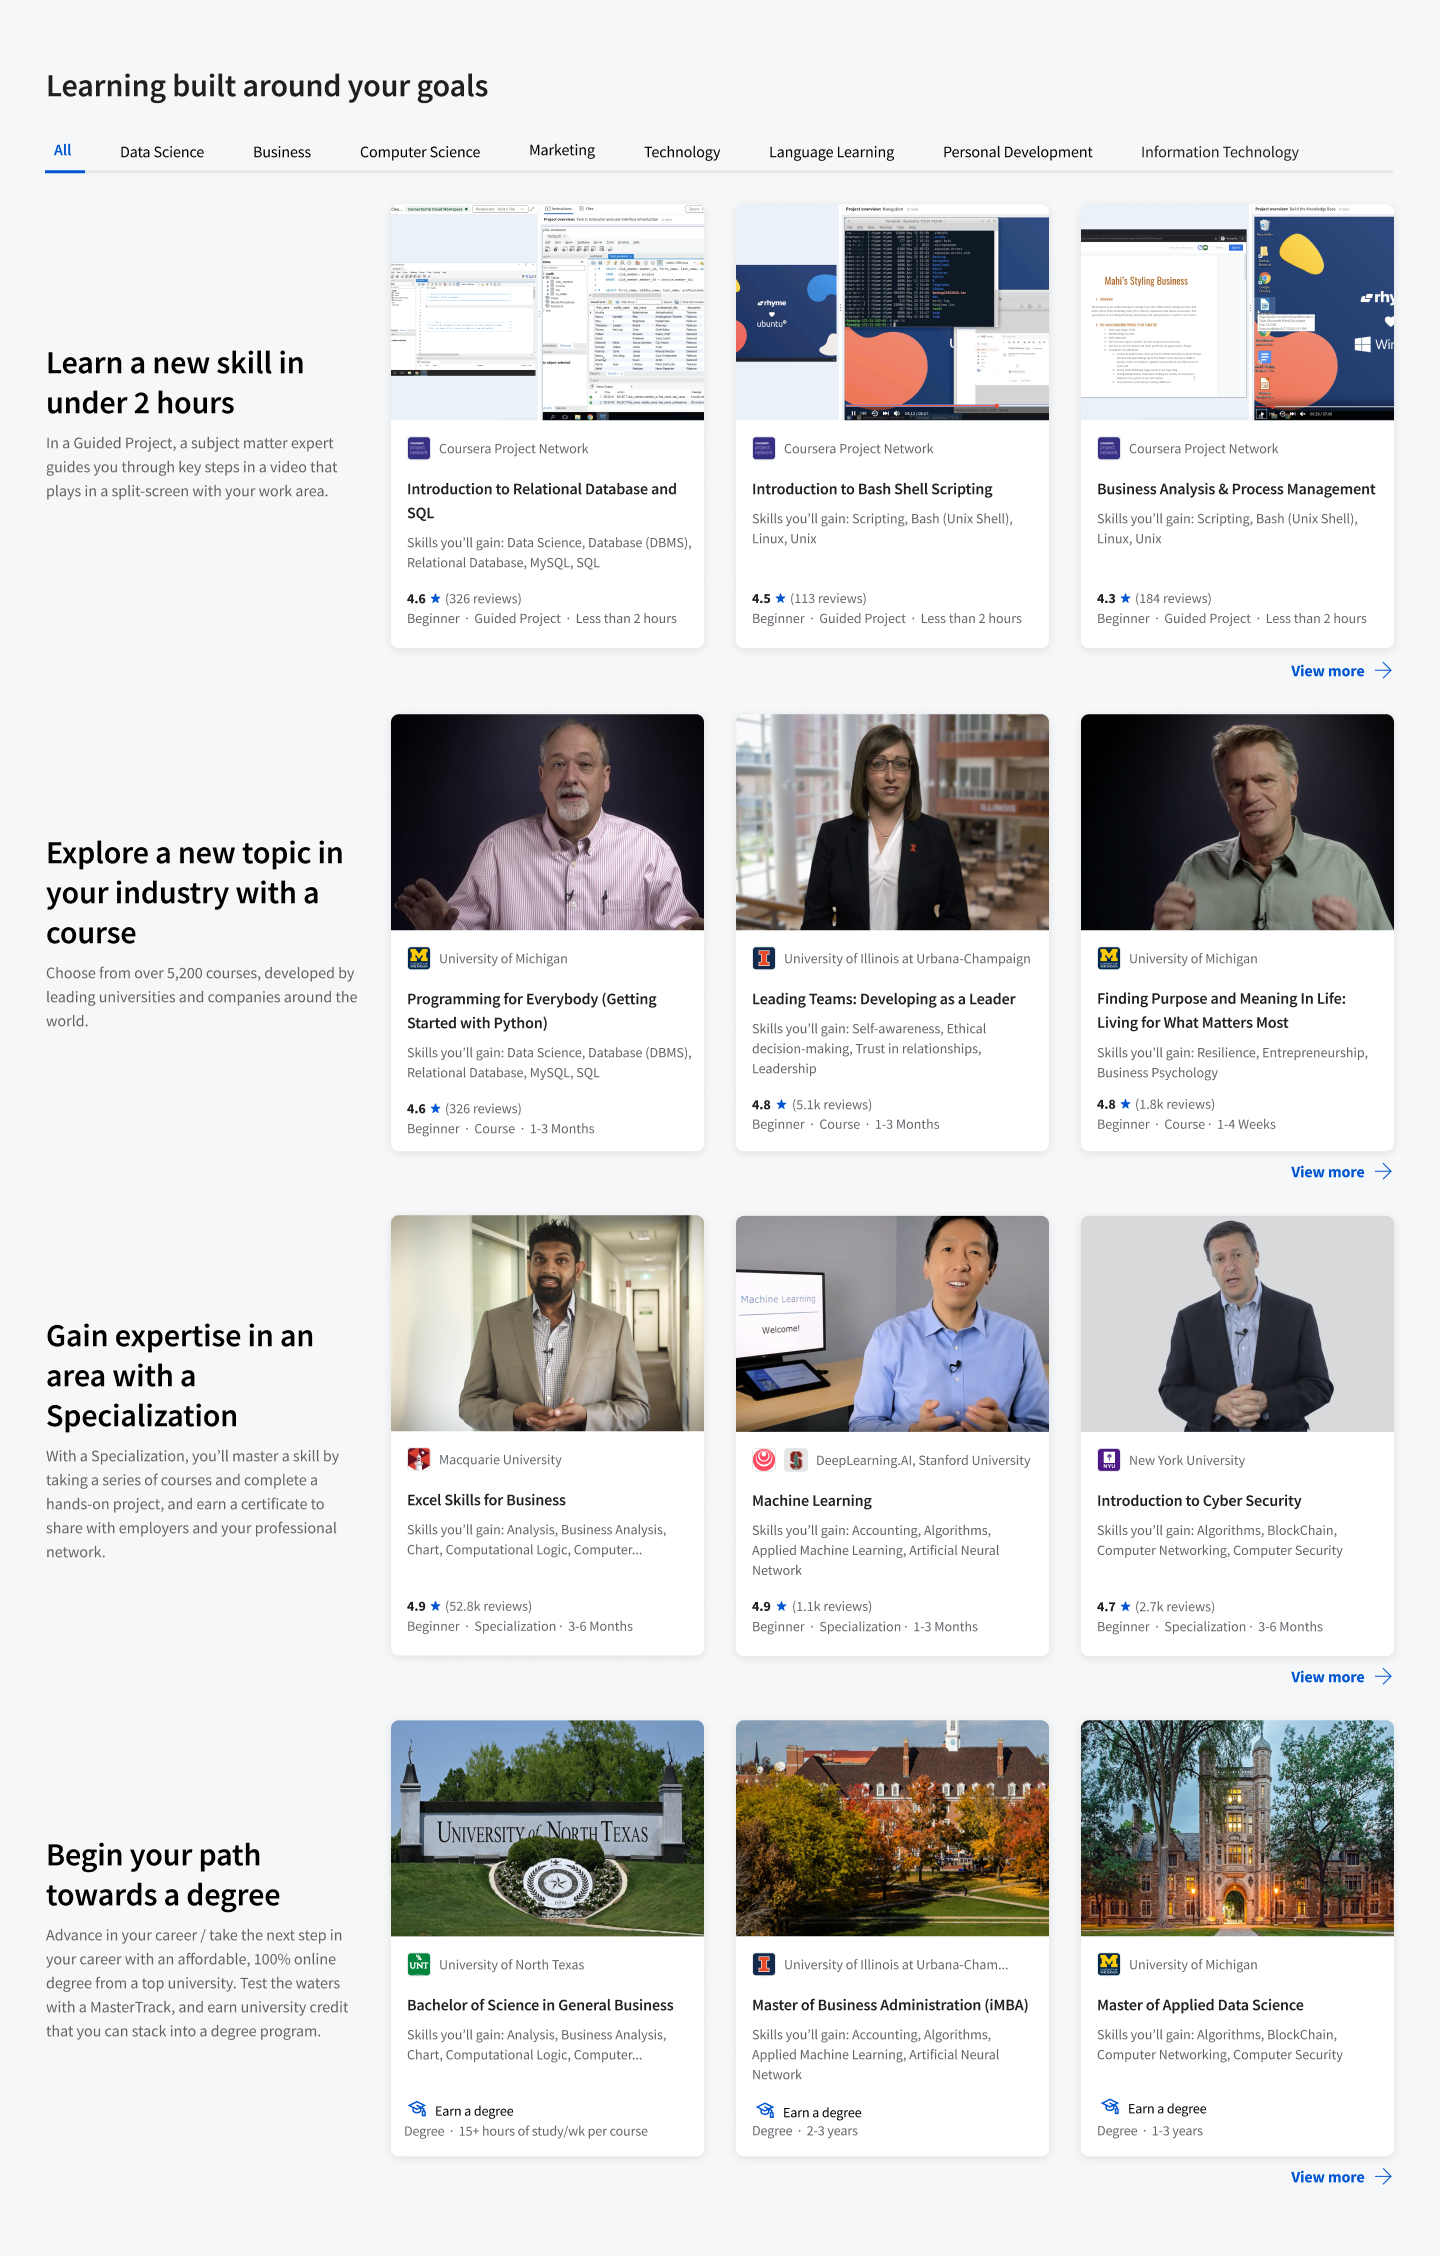 Learning built around your goals
All
Data Science
Business
Computer Science
Marketing
Technology
Language Learning
Personal Development
Information Technology
Learn a new skill in
under 2 hours
In a Guided Project, a subject matter expert
guides you through key steps in a video that
plays in a split-screen with your work area.
rhyme
ubuntu
Mahi's Styling Business
Coursera Project Network
Introduction to Relational Database and
SQL
Skills you'll gain: Data Science, Database (DBMS),
Relational Database, MySQL, SQL
4.6 ★ (326 reviews)
Beginner · Guided Project · Less than 2 hours
Coursera Project Network
Introduction to Bash Shell Scripting
Skills you'll gain: Scripting, Bash (Unix Shell),
Linux, Unix
4.5 ★ (113 reviews)
Beginner · Guided Project · Less than 2 hours
Coursera Project Network
Business Analysis & Process Management
Skills you'll gain: Scripting, Bash (Unix Shell),
Linux, Unix
4.3 ★ (184 reviews)
Beginner · Guided Project · Less than 2 hours
View more
Explore a new topic in
your industry with a
course
Choose from over 5,200 courses, developed by
leading universities and companies around the
world.
University of Michigan
Programming for Everybody (Getting
Started with Python)
Skills you'll gain: Data Science, Database (DBMS),
Relational Database, MySQL, SQL
4.6 ★ (326 reviews)
Beginner · Course · 1-3 Months
ILLINOIS
University of Illinois at Urbana-Champaign
Leading Teams: Developing as a Leader
Skills you'll gain: Self-awareness, Ethical
decision-making, Trust in relationships,
Leadership
4.8 ★ (5.1k reviews)
Beginner · Course · 1-3 Months
University of Michigan
Finding Purpose and Meaning In Life:
Living for What Matters Most
Skills you'll gain: Resilience, Entrepreneurship,
Business Psychology
4.8 ★ (1.8k reviews)
Beginner · Course · 1-4 Weeks
View more
Gain expertise in an
area with a
Specialization
With a Specialization, you'll master a skill by
taking a series of courses and complete a
hands-on project, and earn a certificate to
share with employers and your professional
network.
Macquarie University
Excel Skills for Business
Skills you'll gain: Analysis, Business Analysis,
Chart, Computational Logic, Computer...
4.9 ★ (52.8k reviews)
Beginner · Specialization · 3-6 Months
Machine Learning
Welcome!
DeepLearning.AI, Stanford University
Machine Learning
Skills you'll gain: Accounting, Algorithms,
Applied Machine Learning, Artificial Neural
Network
4.9 ★ (1.1k reviews)
Beginner · Specialization · 1-3 Months
NYU
New York University
Introduction to Cyber Security
Skills you'll gain: Algorithms, BlockChain,
Computer Networking, Computer Security
4.7 ★ (2.7k reviews)
Beginner · Specialization · 3-6 Months
View more
Begin your path
towards a degree
Advance in your career / take the next step in
your career with an affordable, 100% online
degree from a top university. Test the waters
with a MasterTrack, and earn university credit
that you can stack into a degree program.
UNIVERSITY of NORTH TEXAS
UNT
University of North Texas
Bachelor of Science in General Business
Skills you'll gain: Analysis, Business Analysis,
Chart, Computational Logic, Computer...
Earn a degree
Degree · 15+ hours of study/wk per course
University of Illinois at Urbana-Cham...
Master of Business Administration (iMBA)
Skills you'll gain: Accounting, Algorithms,
Applied Machine Learning, Artificial Neural
Network
Earn a degree
Degree · 2-3 years
University of Michigan
Master of Applied Data Science
Skills you'll gain: Algorithms, BlockChain,
Computer Networking, Computer Security
Earn a degree
Degree · 1-3 years
View more